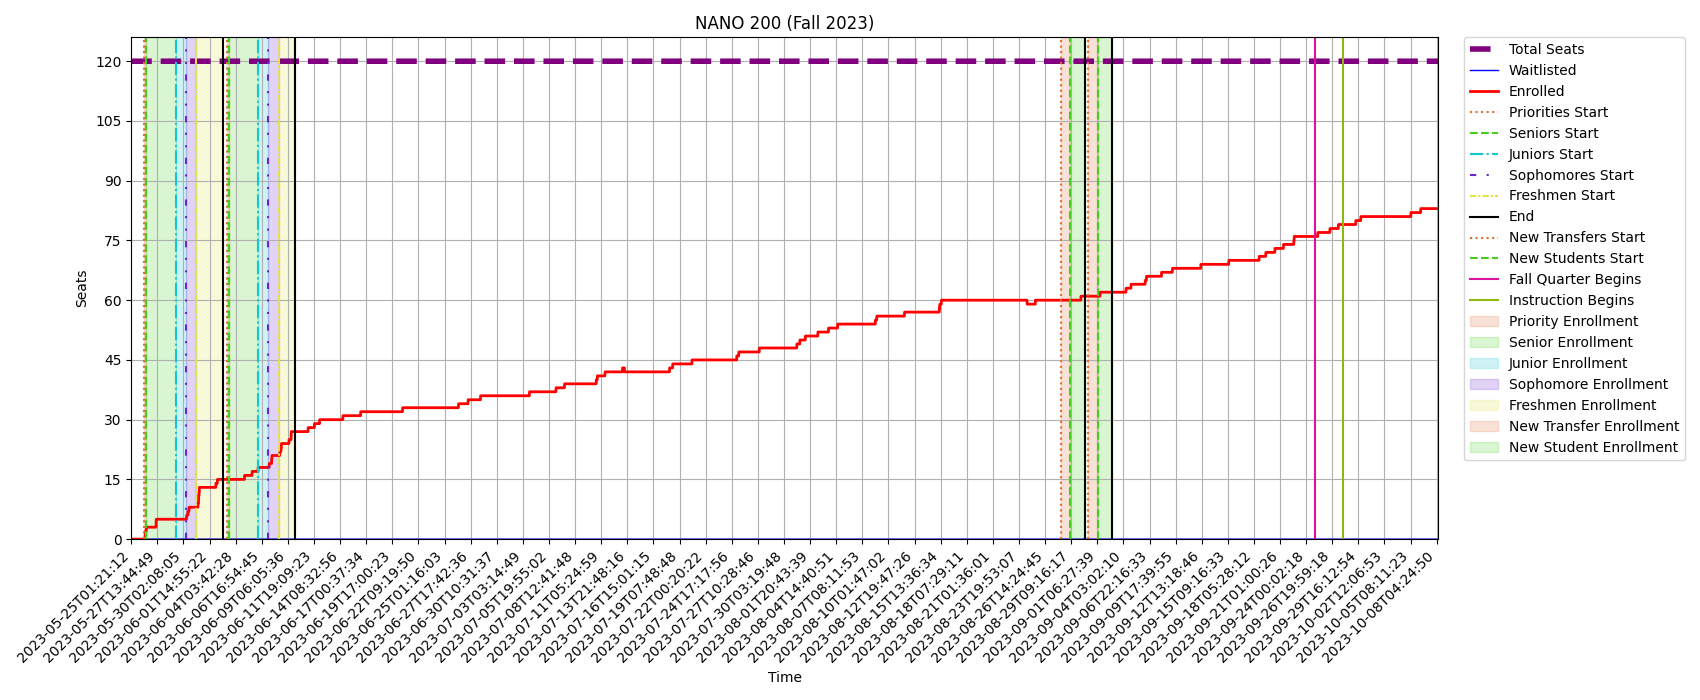 NANO 200 (Fall 2023)
120
105
90
75
60
45
30
15
0
Seats
2023-05-25T01:21:12
2023-05-27T13:44:49
2023-05-30T02:08:05
2023-06-01T14:55:22
2023-06-04T03:42:28
2023-06-06T16:54:45
2023-06-09T06:05:36
2023-06-11T19:09:23
2023-06-14T08:32:56
2023-06-17T00:37:34
2023-06-19T17:00:23
2023-06-22T09:19:50
2023-06-25T01:16:03
2023-06-27T17:42:36
2023-06-30T10:31:37
2023-07-03T03:14:49
2023-07-05T19:55:02
2023-07-08T12:41:48
2023-07-11T05:24:59
2023-07-13T21:48:16
2023-07-16T15:01:15
2023-07-19T07:48:48
2023-07-22T00:20:22
2023-07-24T17:17:56
2023-07-27T10:28:46
2023-07-30T03:19:48
2023-08-01T20:43:39
2023-08-04T14:40:51
2023-08-07T08:11:53
2023-08-10T01:47:02
2023-08-12T19:47:26
2023-08-15T13:36:34
2023-08-18T07:29:11
2023-08-21T01:36:01
2023-08-23T19:53:07
2023-08-26T14:24:45
2023-08-29T09:16:17
2023-09-01T06:27:39
2023-09-04T03:02:10
2023-09-06T22:16:33
2023-09-09T17:39:55
2023-09-12T13:18:46
2023-09-15T09:16:33
2023-09-18T05:28:12
2023-09-21T01:00:26
2023-09-24T00:02:18
2023-09-26T19:59:18
2023-09-29T16:12:54
2023-10-02T12:06:53
2023-10-05T08:11:23
2023-10-08T04:24:50
Time
Total Seats
Waitlisted
Enrolled
Priorities Start
Seniors Start
Juniors Start
Sophomores Start
Freshmen Start
End
New Transfers Start
New Students Start
Fall Quarter Begins
Instruction Begins
Priority Enrollment
Senior Enrollment
Junior Enrollment
Sophomore Enrollment
Freshmen Enrollment
New Transfer Enrollment
New Student Enrollment